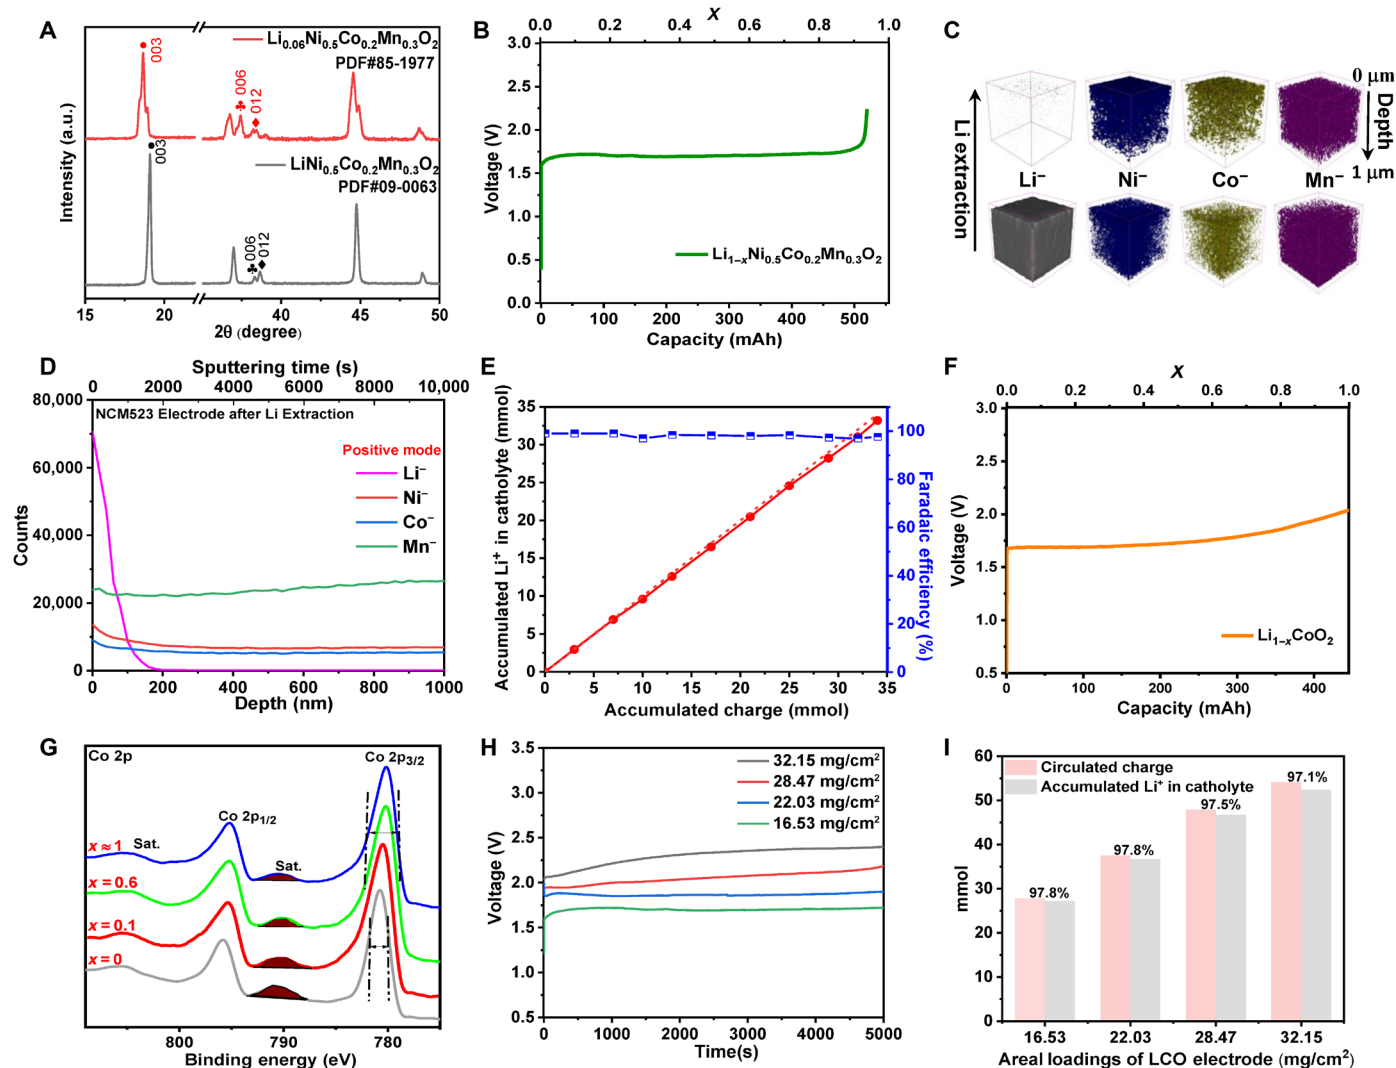 A
Li0.06Ni0.5Co0.2Mn0.3O2
PDF#85-1977
003
006
012
LiNi0.5Co0.2Mn0.3O2
PDF#09-0063
003
006
012
Intensity (a.u.)
15 20 40 45 50
2θ (degree)
B
X
0.0 0.2 0.4 0.6 0.8 1.0
3.0
2.5
2.0
1.5
1.0
0.5
0.0
Voltage (V)
Li1−xNi0.5Co0.2Mn0.3O2
0 100 200 300 400 500
Capacity (mAh)
C
Li extraction
0 μm
Depth
1 μm
Li− Ni− Co− Mn−
D
Sputtering time (s)
0 2000 4000 6000 8000 10,000
80,000
60,000
40,000
20,000
0
Counts
NCM523 Electrode after Li Extraction
Positive mode
Li−
Ni−
Co−
Mn−
0 200 400 600 800 1000
Depth (nm)
E
35
30
25
20
15
10
5
0
Accumulated Li+ in catholyte (mmol)
100
80
60
40
20
0
Faradaic efficiency (%)
0 5 10 15 20 25 30 35
Accumulated charge (mmol)
F
X
0.0 0.2 0.4 0.6 0.8 1.0
3.0
2.5
2.0
1.5
1.0
0.5
Voltage (V)
Li1−xCoO2
0 100 200 300 400
Capacity (mAh)
G
Co 2p
Co 2p3/2
Co 2p1/2
Sat.
Sat.
x ≈ 1
x = 0.6
x = 0.1
x = 0
800 790 780
Binding energy (eV)
H
3.5
3.0
2.5
2.0
1.5
1.0
0.5
Voltage (V)
32.15 mg/cm2
28.47 mg/cm2
22.03 mg/cm2
16.53 mg/cm2
0 1000 2000 3000 4000 5000
Time(s)
I
60
50
40
30
20
10
0
mmol
Circulated charge
Accumulated Li+ in catholyte
97.8%
97.8%
97.5%
97.1%
16.53 22.03 28.47 32.15
Areal loadings of LCO electrode (mg/cm2)